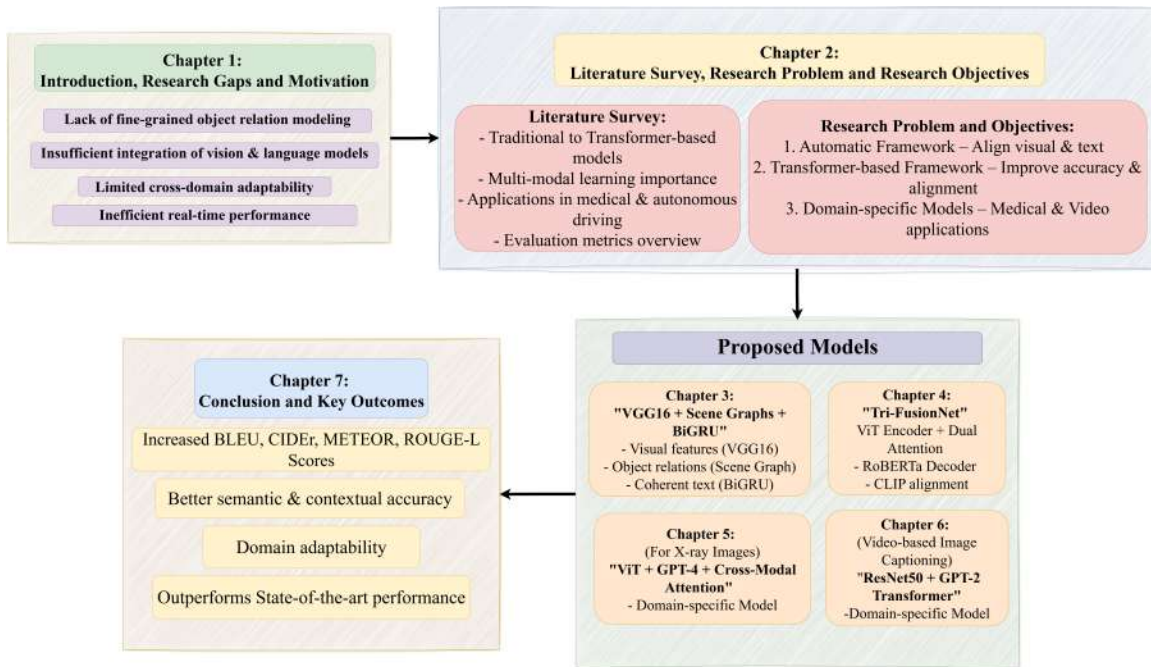 Chapter 1:
Introduction, Research Gaps and Motivation
Lack of fine-grained object relation modeling
Insufficient integration of vision & language models
Limited cross-domain adaptability
Inefficient real-time performance
Chapter 2:
Literature Survey, Research Problem and Research Objectives
Literature Survey:
- Traditional to Transformer-based
models
- Multi-modal learning importance
- Applications in medical & autonomous
driving
- Evaluation metrics overview
Research Problem and Objectives:
1. Automatic Framework – Align visual & text
2. Transformer-based Framework – Improve accuracy &
alignment
3. Domain-specific Models – Medical & Video
applications
Proposed Models
Chapter 3:
"VGG16 + Scene Graphs +
BiGRU"
- Visual features (VGG16)
- Object relations (Scene Graph)
- Coherent text (BiGRU)
Chapter 4:
"Tri-FusionNet"
ViT Encoder + Dual
Attention
- RoBERTa Decoder
- CLIP alignment
Chapter 5:
(For X-ray Images)
"ViT + GPT-4 + Cross-Modal
Attention"
- Domain-specific Model
Chapter 6:
(Video-based Image
Captioning)
"ResNet50 + GPT-2
Transformer"
-Domain-specific Model
Chapter 7:
Conclusion and Key Outcomes
Increased BLEU, CIDEr, METEOR, ROUGE-L
Scores
Better semantic & contextual accuracy
Domain adaptability
Outperforms State-of-the-art performance